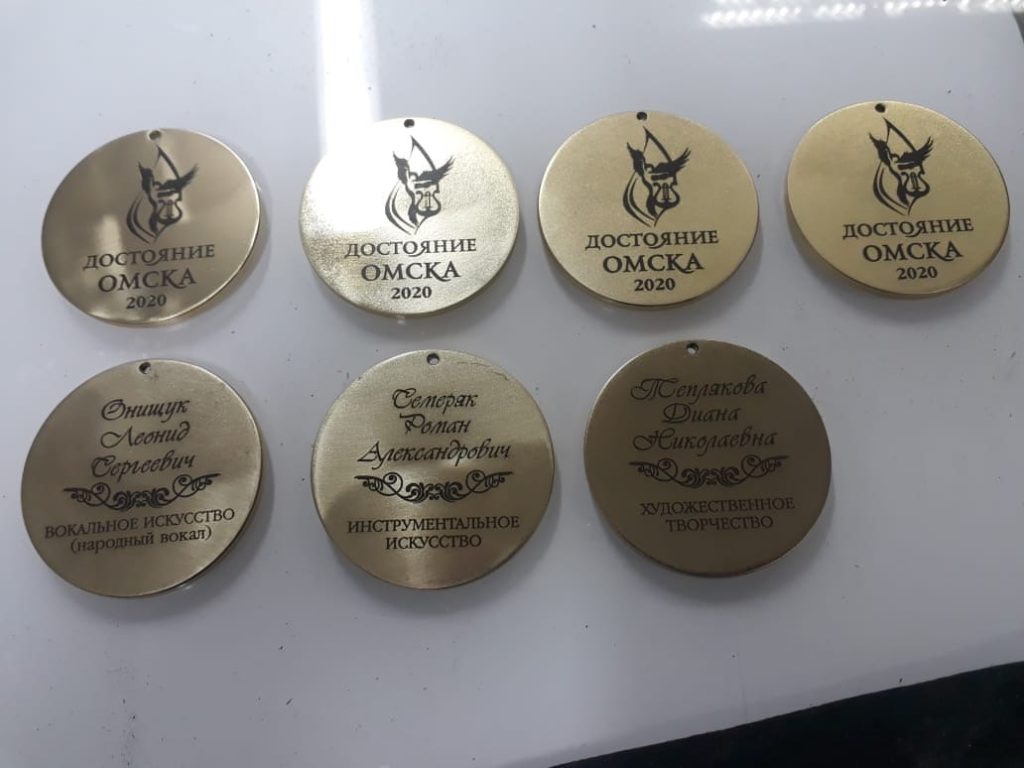 ДОСТОЯНИЕ
ОМСКА
2020
ДОСТОЯНИЕ
ОМСКА
2020
ДОСТОЯНИЕ
ОМСКА
2020
ДОСТОЯНИЕ
ОМСКА
2020
Онищук
Леонид
Сергеевич
ВОКАЛЬНОЕ ИСКУССТВО
(народный вокал)
Семеряк
Роман
Александрович
ИНСТРУМЕНТАЛЬНОЕ
ИСКУССТВО
Теплякова
Диана
Николаевна
ХУДОЖЕСТВЕННОЕ
ТВОРЧЕСТВО